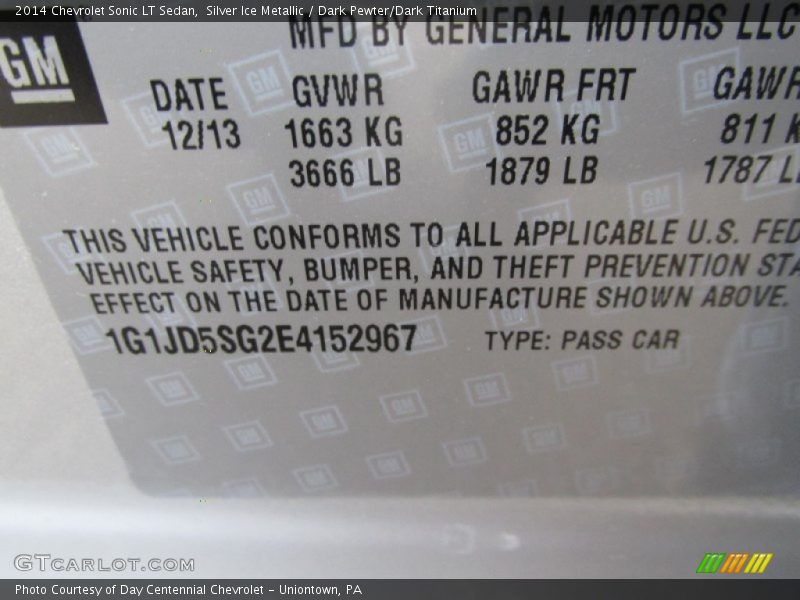 2014 Chevrolet Sonic LT Sedan,  Silver Ice Metallic / Dark Pewter/Dark Titanium
MFD BY GENERAL MOTORS LLC
GM
DATE GVWR GAWR FRT GAWR
12/13 1663 KG 852 KG 811 K
3666 LB 1879 LB 1787 LB
THIS VEHICLE CONFORMS TO ALL APPLICABLE U.S. FED
VEHICLE SAFETY, BUMPER, AND THEFT PREVENTION STA
EFFECT ON THE DATE OF MANUFACTURE SHOWN ABOVE.
1G1JD5SG2E4152967 TYPE: PASS CAR
GTCARLOT.COM
Photo Courtesy of Day Centennial Chevrolet - Uniontown, PA